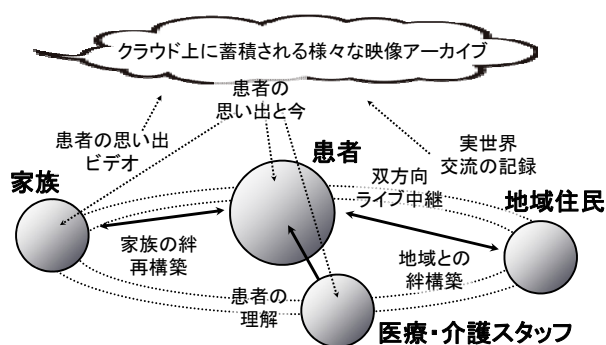 クラウド上に蓄積される様々な映像アーカイブ
患者の
思い出と今
患者の思い出
ビデオ
実世界
交流の記録
患者
双方向
ライブ中継
家族
地域住民
家族の絆
再構築
地域との
絆構築
患者の
理解
医療・介護スタッフ